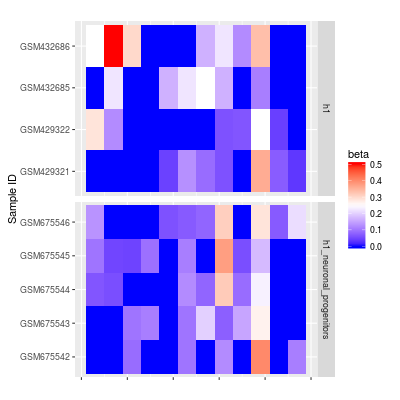 GSM432686
GSM432685
GSM429322
GSM429321
h1
GSM675546
GSM675545
GSM675544
GSM675543
GSM675542
h1_neuronal_progenitors
Sample ID
beta
0.5
0.4
0.3
0.2
0.1
0.0